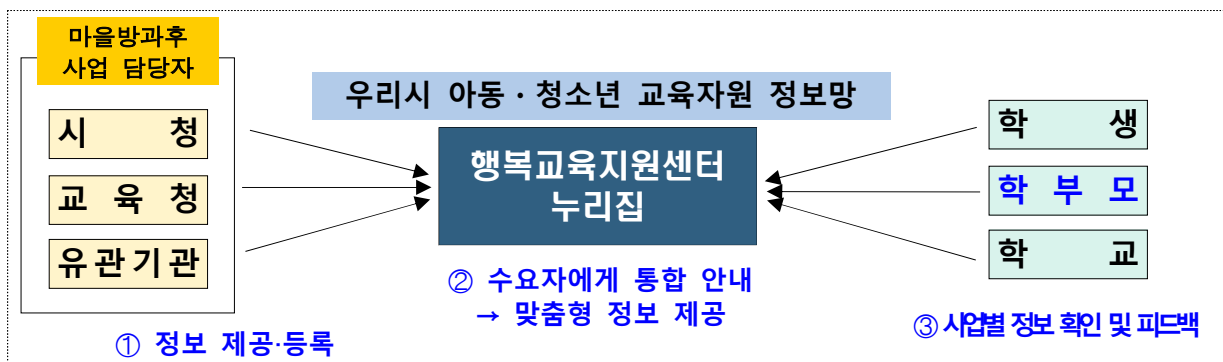 마을방과후
사업 담당자
시 청
교 육 청
유관기관
① 정보 제공·등록
우리시 아동·청소년 교육자원 정보망
행복교육지원센터
누리집
② 수요자에게 통합 안내
→ 맞춤형 정보 제공
학 생
학 부 모
학 교
③ 사업별 정보 확인 및 피드백